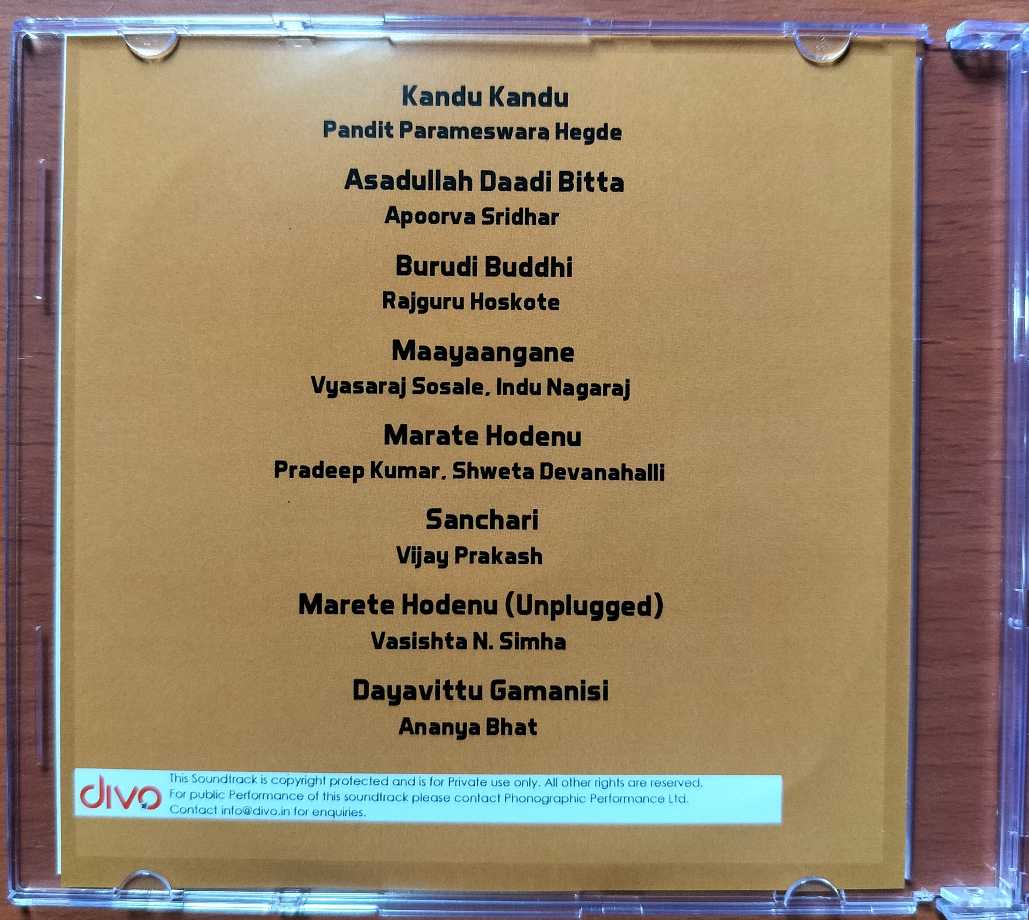 Kandu Kandu
Pandit Parameswara Hegde
Asadullah Daadi Bitta
Apoorva Sridhar
Burudi Buddhi
Rajguru Hoskote
Maayaangane
Vyasaraj Sosale, Indu Nagaraj
Marate Hodenu
Pradeep Kumar, Shweta Devanahalli
Sanchari
Vijay Prakash
Marete Hodenu (Unplugged)
Vasishta N. Simha
Dayavittu Gamanisi
Ananya Bhat
divo
This Soundtrack is copyright protected and is for Private use only. All other rights are reserved.
For public Performance of this soundtrack please contact Phonographic Performance Ltd.
Contact info@divo.in for enquiries.